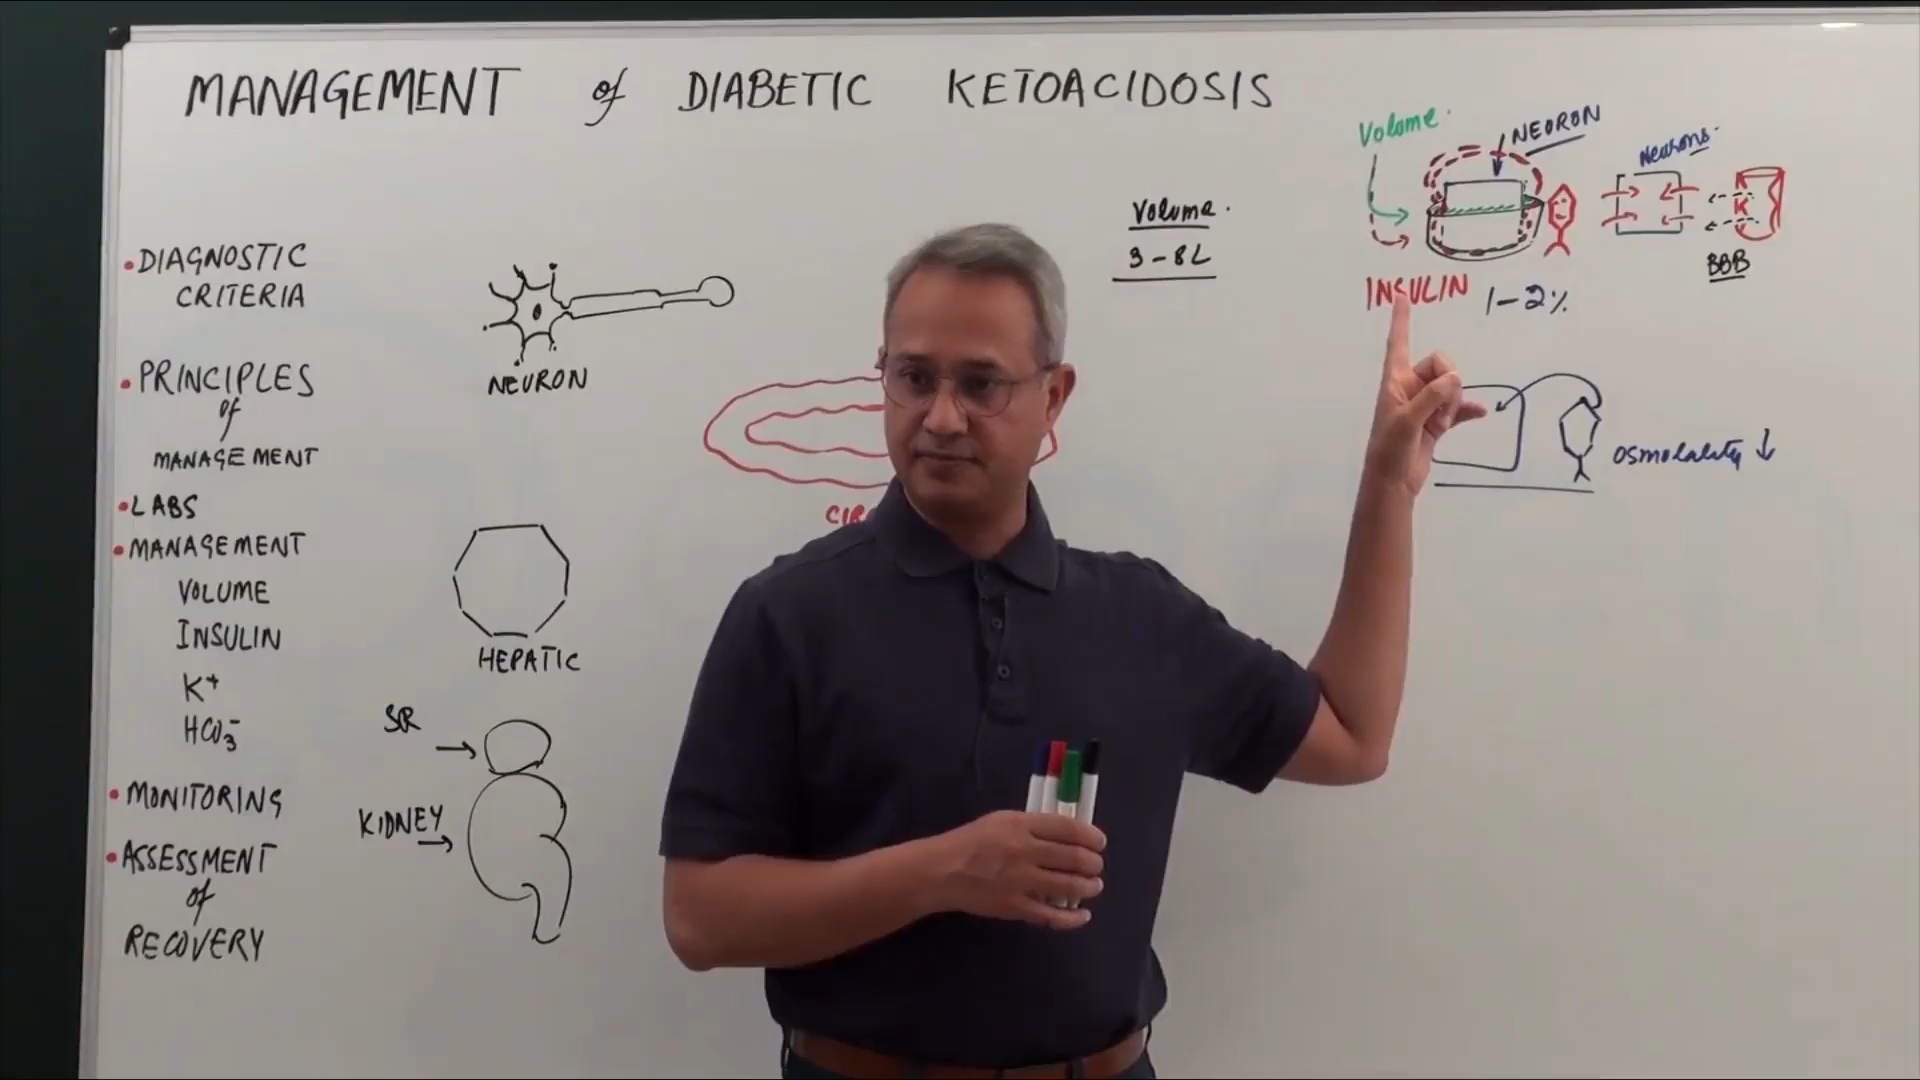 MANAGEMENT of DIABETIC KETOACIDOSIS
• DIAGNOSTIC
CRITERIA
• PRINCIPLES
of
MANAGEMENT
• LABS
• MANAGEMENT
VOLUME
INSULIN
K+
HCO3-
• MONITORING
• ASSESSMENT
of
RECOVERY
NEURON
HEPATIC
KIDNEY
Volume.
3-8L
Volume.
NEURON
Neurons.
BBB
INSULIN 1-2%
Osmolality ↓